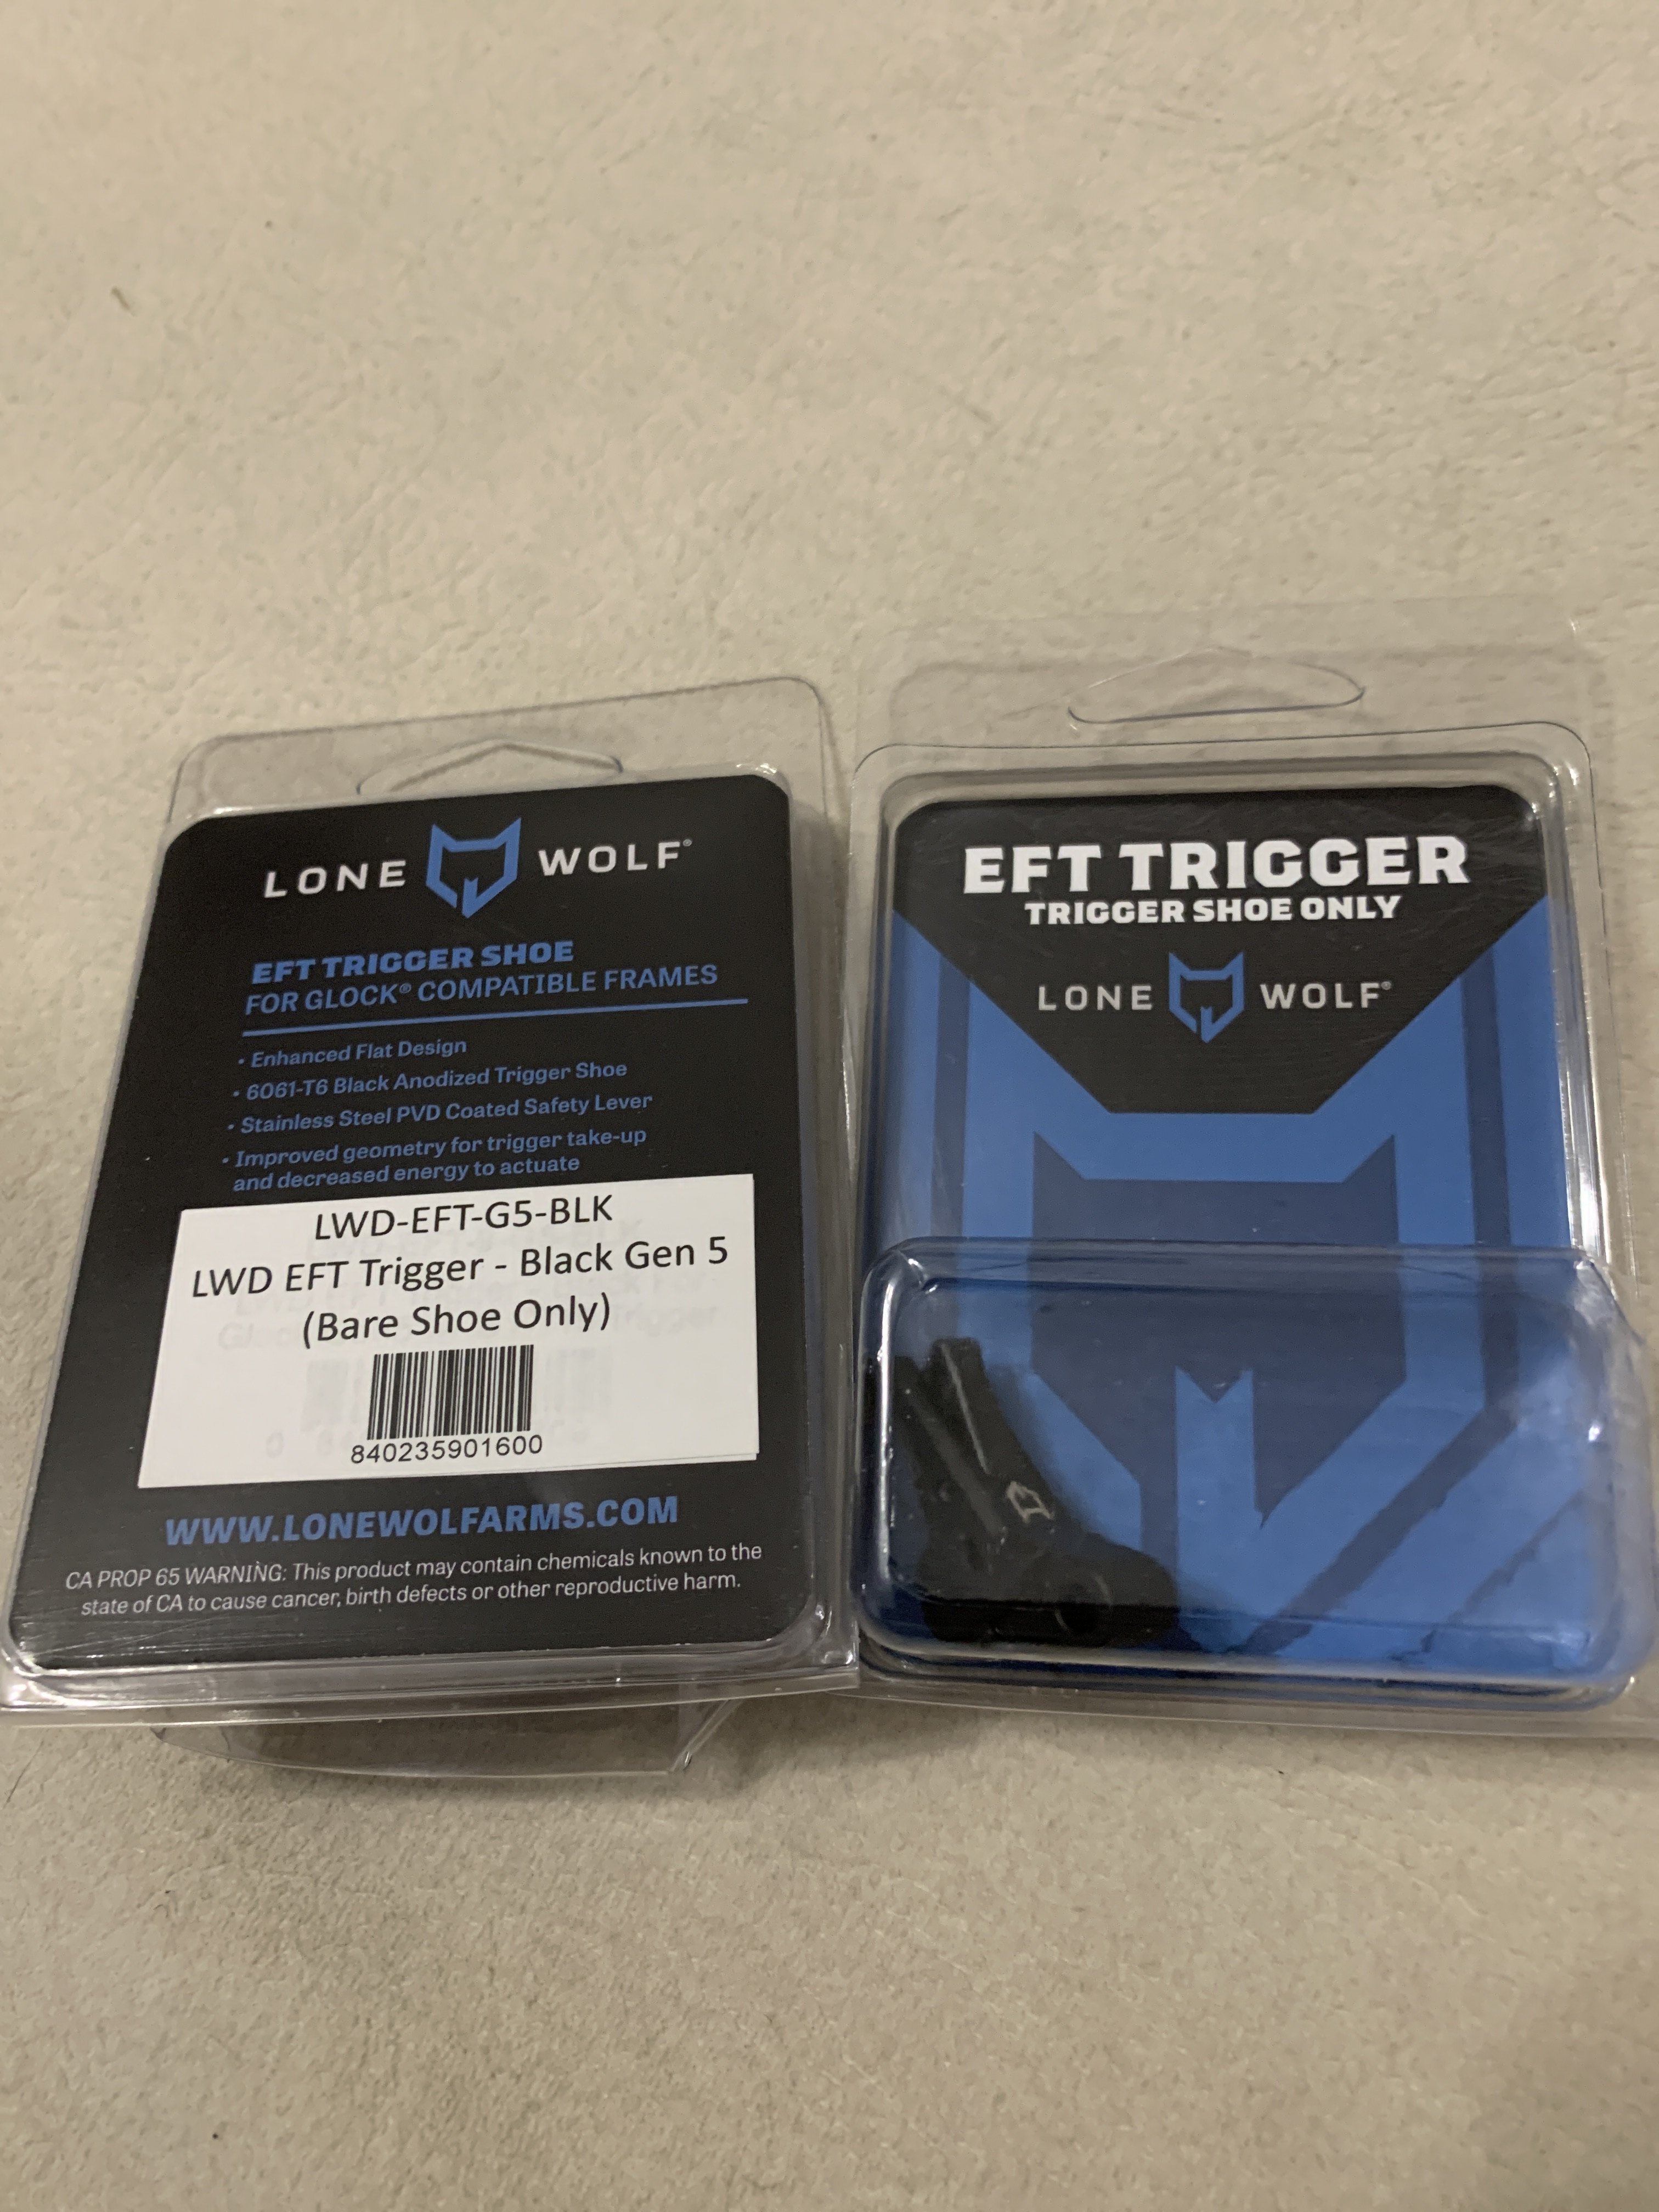 LONE WOLF®
EFT TRIGGER SHOE
FOR GLOCK® COMPATIBLE FRAMES
• Enhanced Flat Design
• 6061-T6 Black Anodized Trigger Shoe
• Stainless Steel PVD Coated Safety Lever
• Improved geometry for trigger take-up
and decreased energy to actuate
LWD-EFT-G5-BLK
LWD EFT Trigger - Black Gen 5
(Bare Shoe Only)
840235901600
WWW.LONEWOLFARMS.COM
CA PROP 65 WARNING: This product may contain chemicals known to the
state of CA to cause cancer, birth defects or other reproductive harm.
EFT TRIGGER
TRIGGER SHOE ONLY
LONE WOLF®